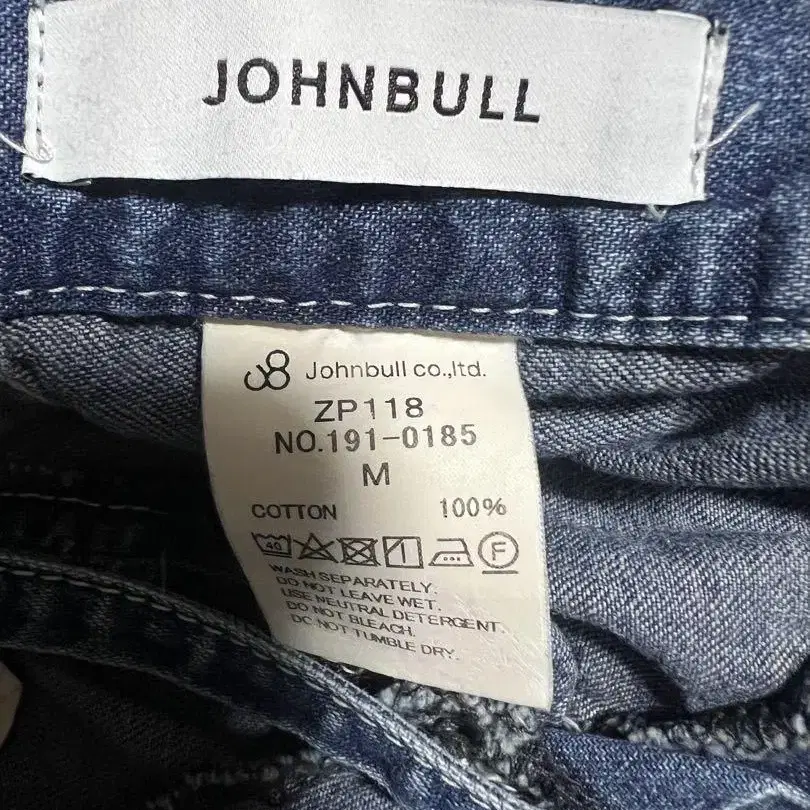 JOHNBULL
Johnbull co.,ltd.
ZP118
NO.191-0185
M
COTTON 100%
40 F
WASH SEPARATELY.
DO NOT LEAVE WET.
USE NEUTRAL DETERGENT.
DO NOT BLEACH.
DO NOT TUMBLE DRY.